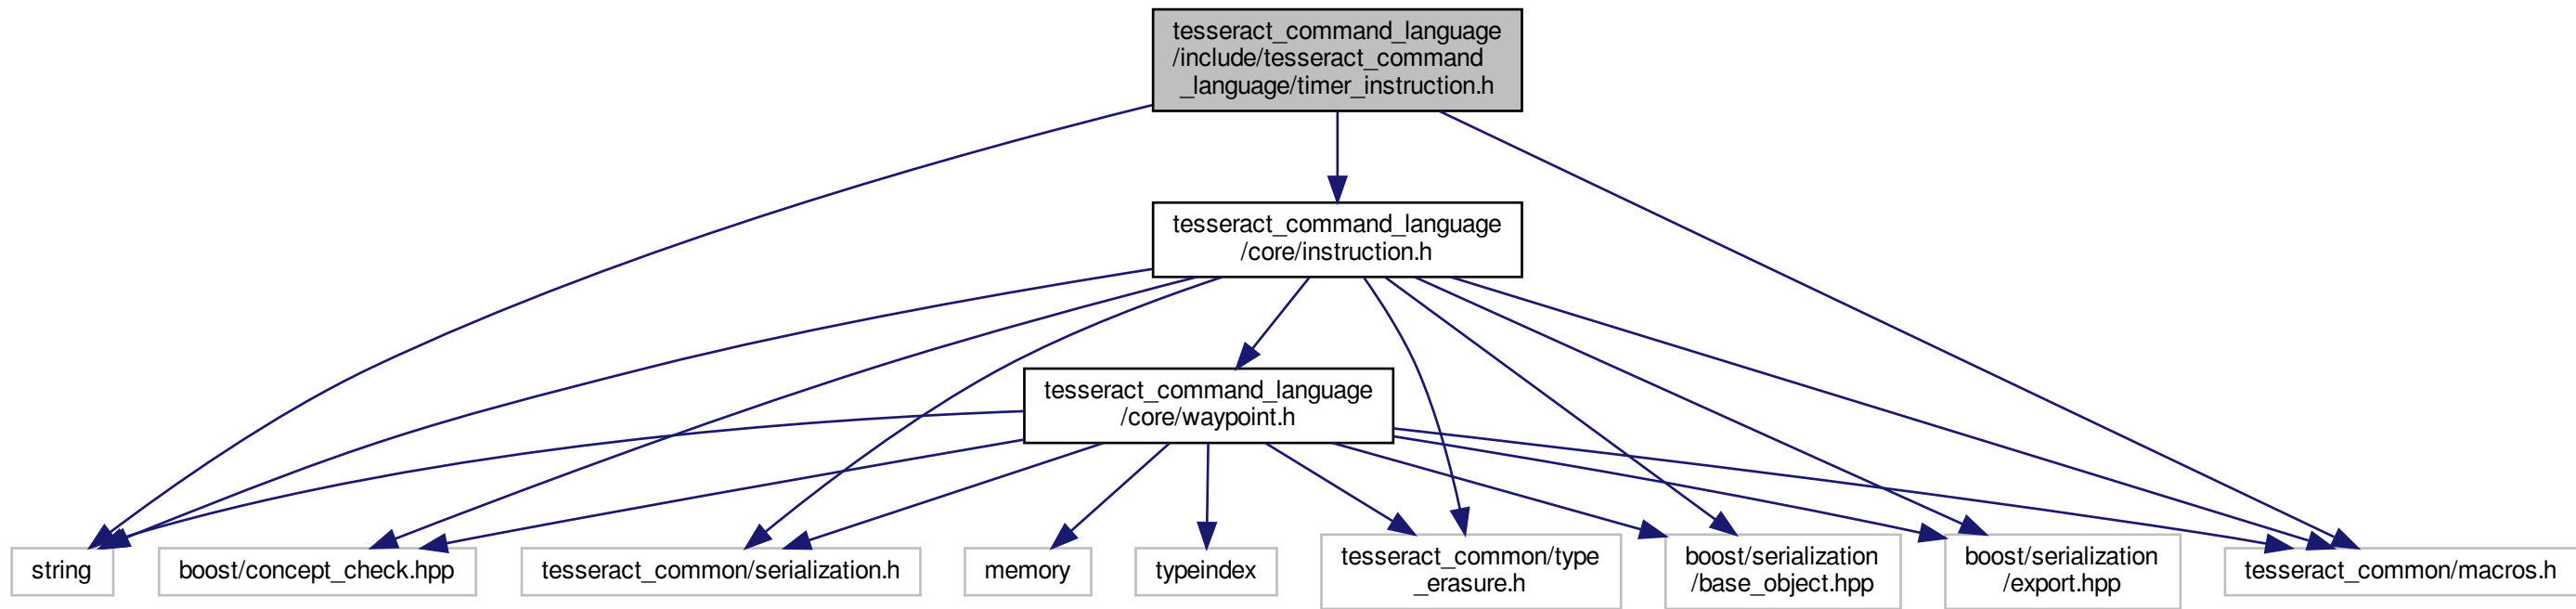 tesseract_command_language
/include/tesseract_command
_language/timer_instruction.h
tesseract_command_language
/core/instruction.h
tesseract_command_language
/core/waypoint.h
string
boost/concept_check.hpp
tesseract_common/serialization.h
memory
typeindex
tesseract_common/type
_erasure.h
boost/serialization
/base_object.hpp
boost/serialization
/export.hpp
tesseract_common/macros.h